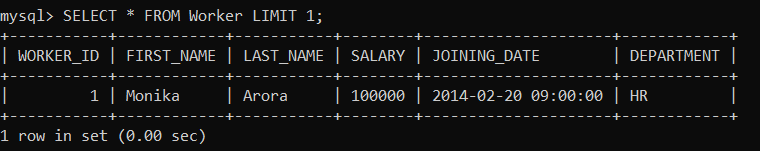 mysql> SELECT * FROM Worker LIMIT 1;
+-----------+------------+-----------+--------+---------------------+------------+
| WORKER_ID | FIRST_NAME | LAST_NAME | SALARY | JOINING_DATE        | DEPARTMENT |
+-----------+------------+-----------+--------+---------------------+------------+
|         1 | Monika     | Arora     | 100000 | 2014-02-20 09:00:00 | HR         |
+-----------+------------+-----------+--------+---------------------+------------+
1 row in set (0.00 sec)